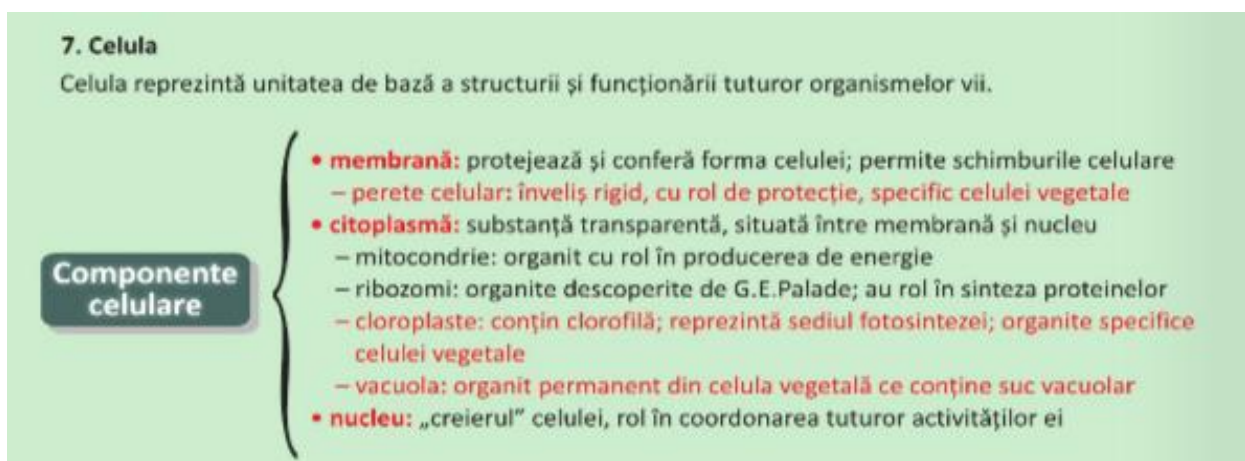 7. Celula
Celula reprezintă unitatea de bază a structurii și funcționării tuturor organismelor vii.
• membrană: protejează și conferă forma celulei; permite schimburile celulare
– perete celular: înveliș rigid, cu rol de protecție, specific celulei vegetale
• citoplasmă: substanță transparentă, situată între membrană și nucleu
– mitocondrie: organit cu rol în producerea de energie
Componente
celulare
– ribozomi: organite descoperite de G.E.Palade; au rol în sinteza proteinelor
– cloroplaste: conțin clorofilă; reprezintă sediul fotosintezei; organite specifice
celulei vegetale
– vacuola: organit permanent din celula vegetală ce conține suc vacuolar
• nucleu: „creierul” celulei, rol în coordonarea tuturor activităților ei